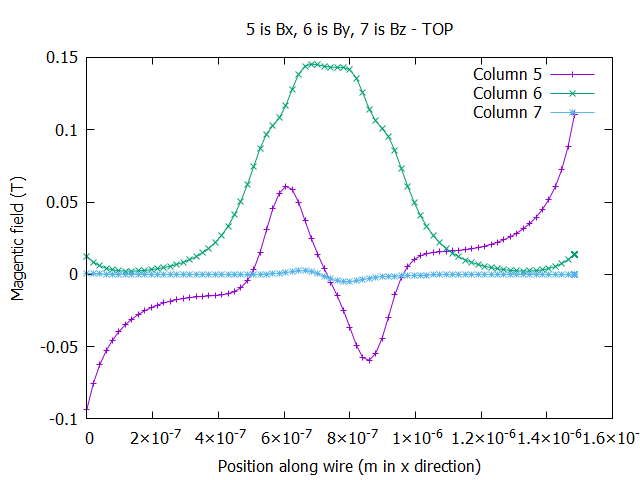 5 is Bx, 6 is By, 7 is Bz - TOP
0.15
Column 5
Column 6
0.1
Column 7
0.05
Magentic field (T)
0
-0.05
-0.1
0 2×10⁻⁷ 4×10⁻⁷ 6×10⁻⁷ 8×10⁻⁷ 1×10⁻⁶ 1.2×10⁻⁶ 1.4×10⁻⁶ 1.6×10⁻
Position along wire (m in x direction)